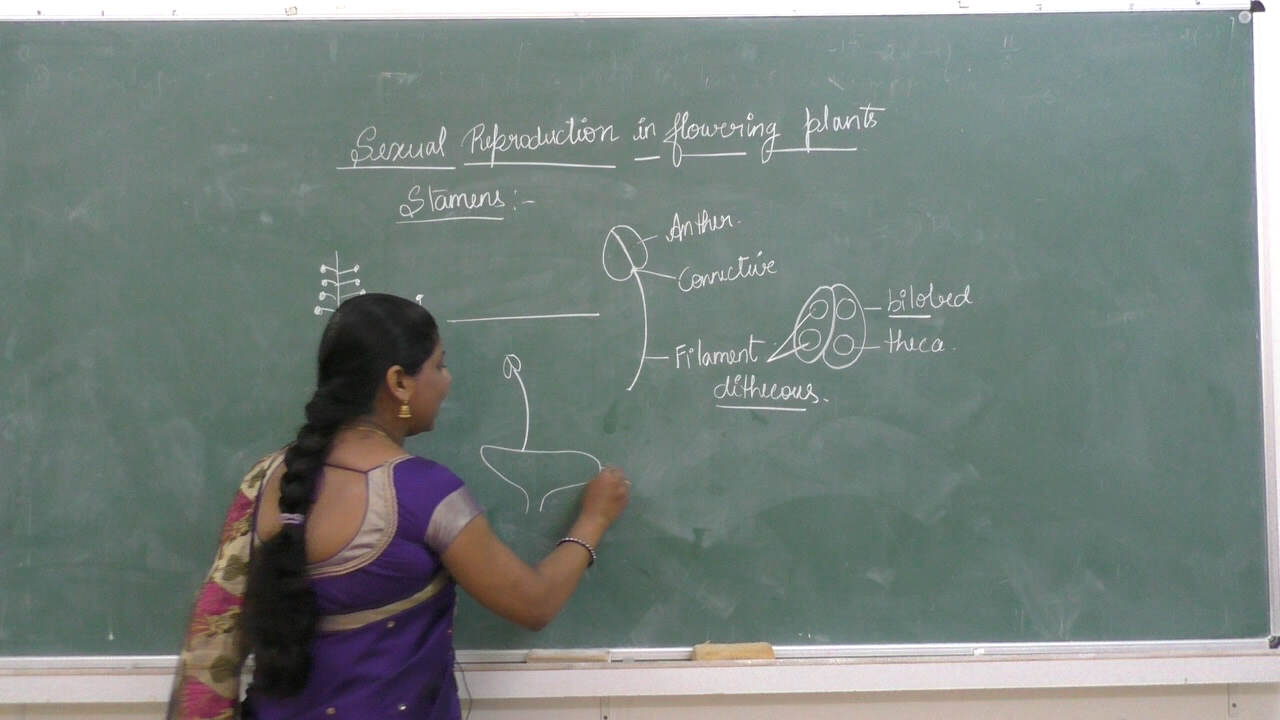 Sexual Reproduction in flowering plants
Stamens :-
Anther.
Connective
bilobed
Filament
theca.
dithecous.